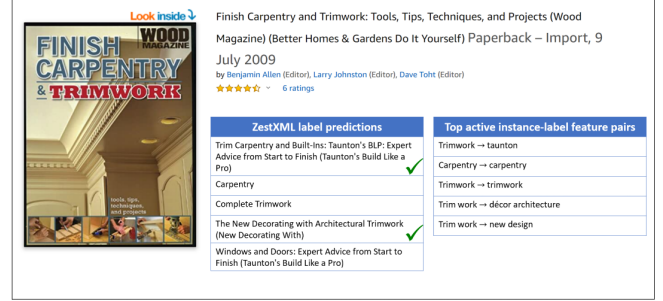 Look inside
FINISH
CARPENTRY
& TRIMWORK
WOOD
MAGAZINE
tools, tips,
techniques,
and projects
Finish Carpentry and Trimwork: Tools, Tips, Techniques, and Projects (Wood
Magazine) (Better Homes & Gardens Do It Yourself) Paperback – Import, 9
July 2009
by Benjamin Allen (Editor), Larry Johnston (Editor), Dave Toht (Editor)
6 ratings
ZestXML label predictions
Trim Carpentry and Built-Ins: Taunton's BLP: Expert
Advice from Start to Finish (Taunton's Build Like a
Pro)
Carpentry
Complete Trimwork
The New Decorating with Architectural Trimwork
(New Decorating With)
Windows and Doors: Expert Advice from Start to
Finish (Taunton's Build Like a Pro)
Top active instance-label feature pairs
Trimwork → taunton
Carpentry → carpentry
Trimwork → trimwork
Trim work → décor architecture
Trim work → new design